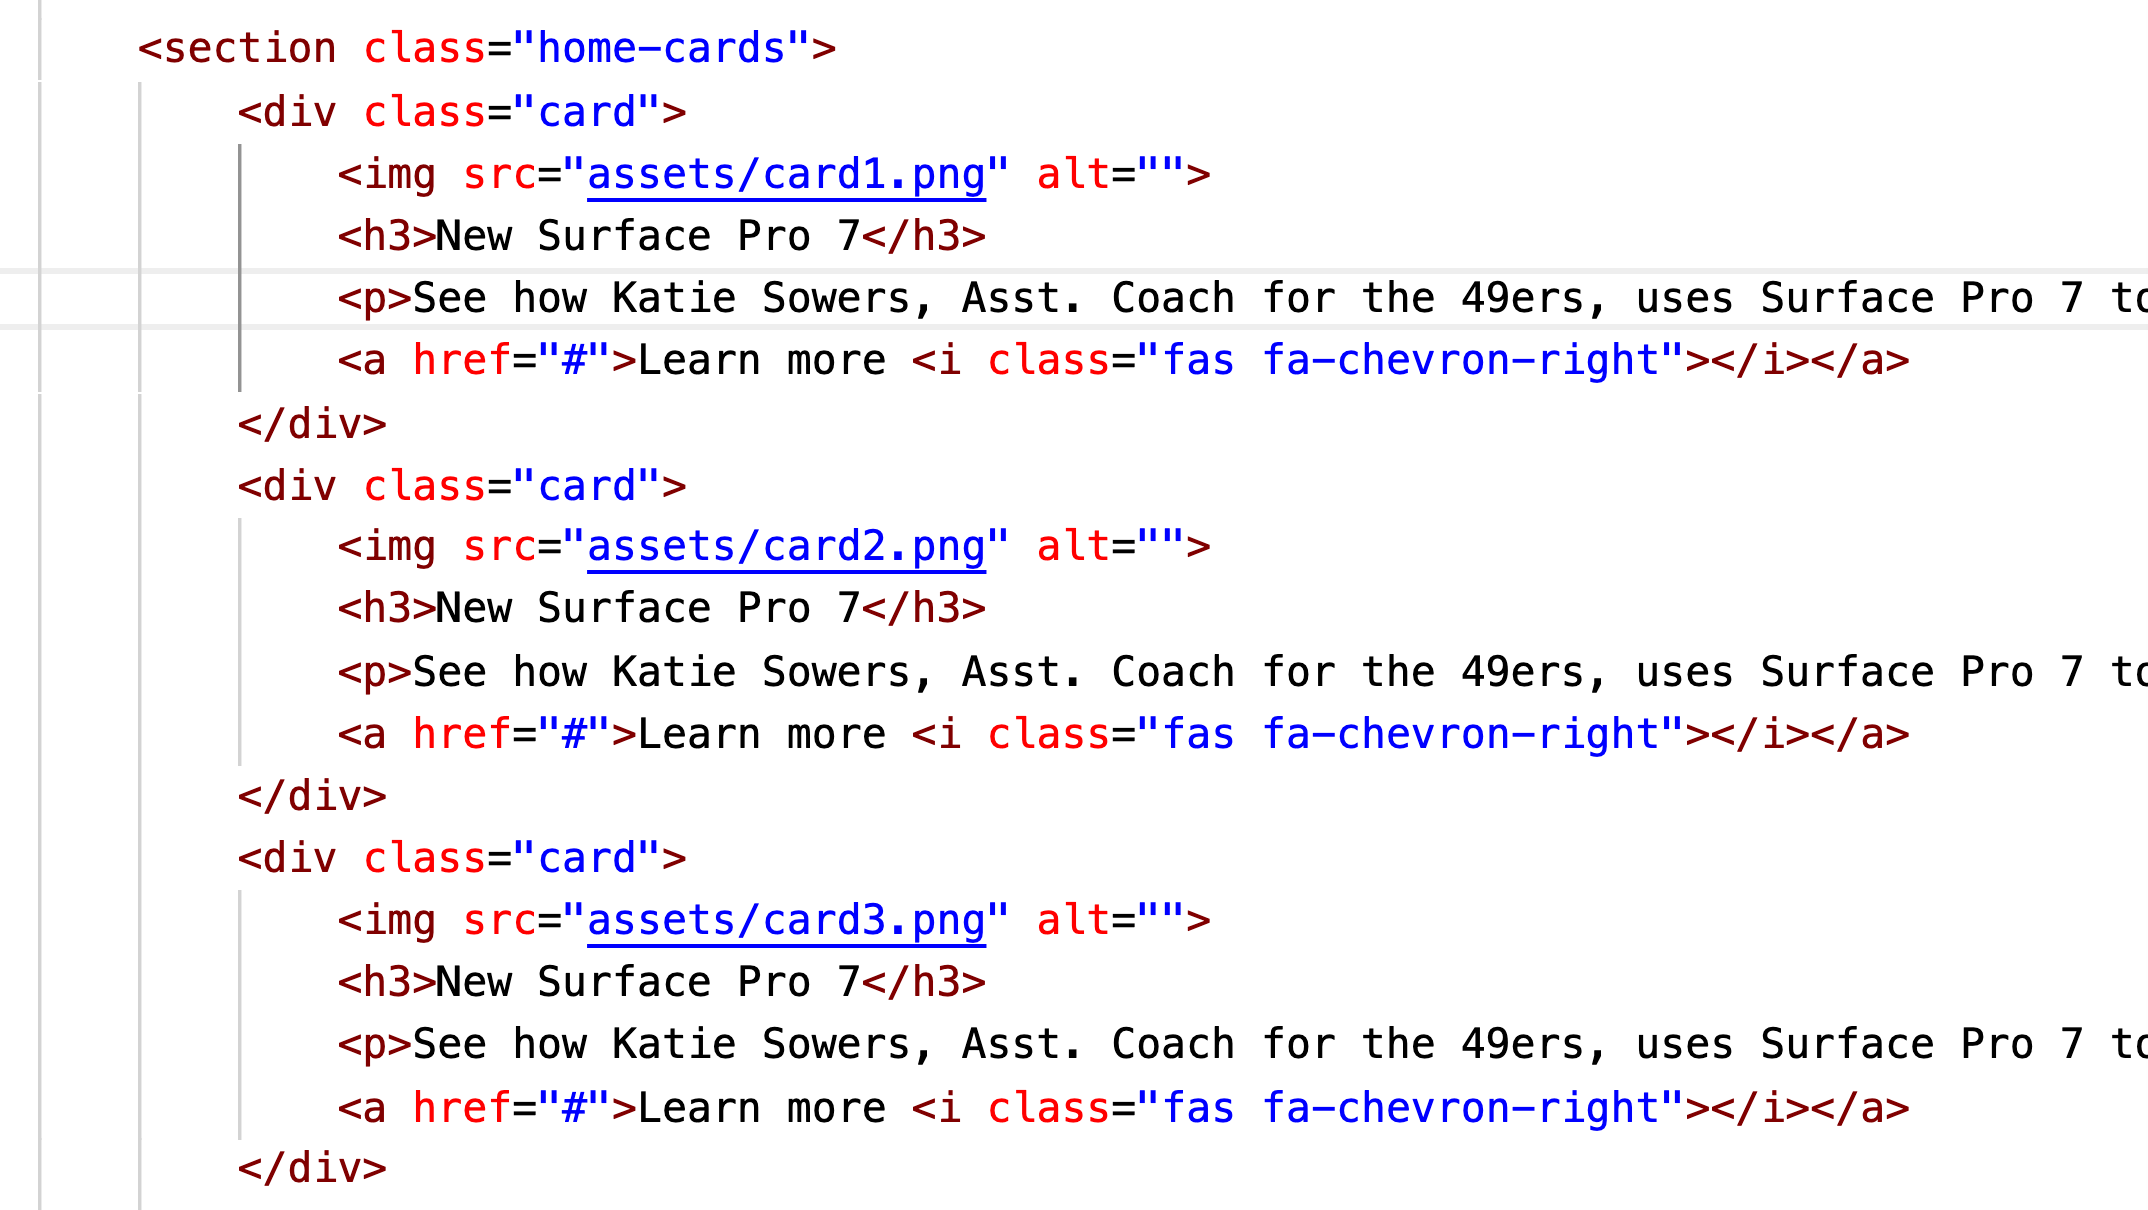 <section class="home-cards">
<div class="card">
<img src="assets/card1.png" alt="">
<h3>New Surface Pro 7</h3>
<p>See how Katie Sowers, Asst. Coach for the 49ers, uses Surface Pro 7 to
<a href="#">Learn more <i class="fas fa-chevron-right"></i></a>
</div>
<div class="card">
<img src="assets/card2.png" alt="">
<h3>New Surface Pro 7</h3>
<p>See how Katie Sowers, Asst. Coach for the 49ers, uses Surface Pro 7 to
<a href="#">Learn more <i class="fas fa-chevron-right"></i></a>
</div>
<div class="card">
<img src="assets/card3.png" alt="">
<h3>New Surface Pro 7</h3>
<p>See how Katie Sowers, Asst. Coach for the 49ers, uses Surface Pro 7 to
<a href="#">Learn more <i class="fas fa-chevron-right"></i></a>
</div>